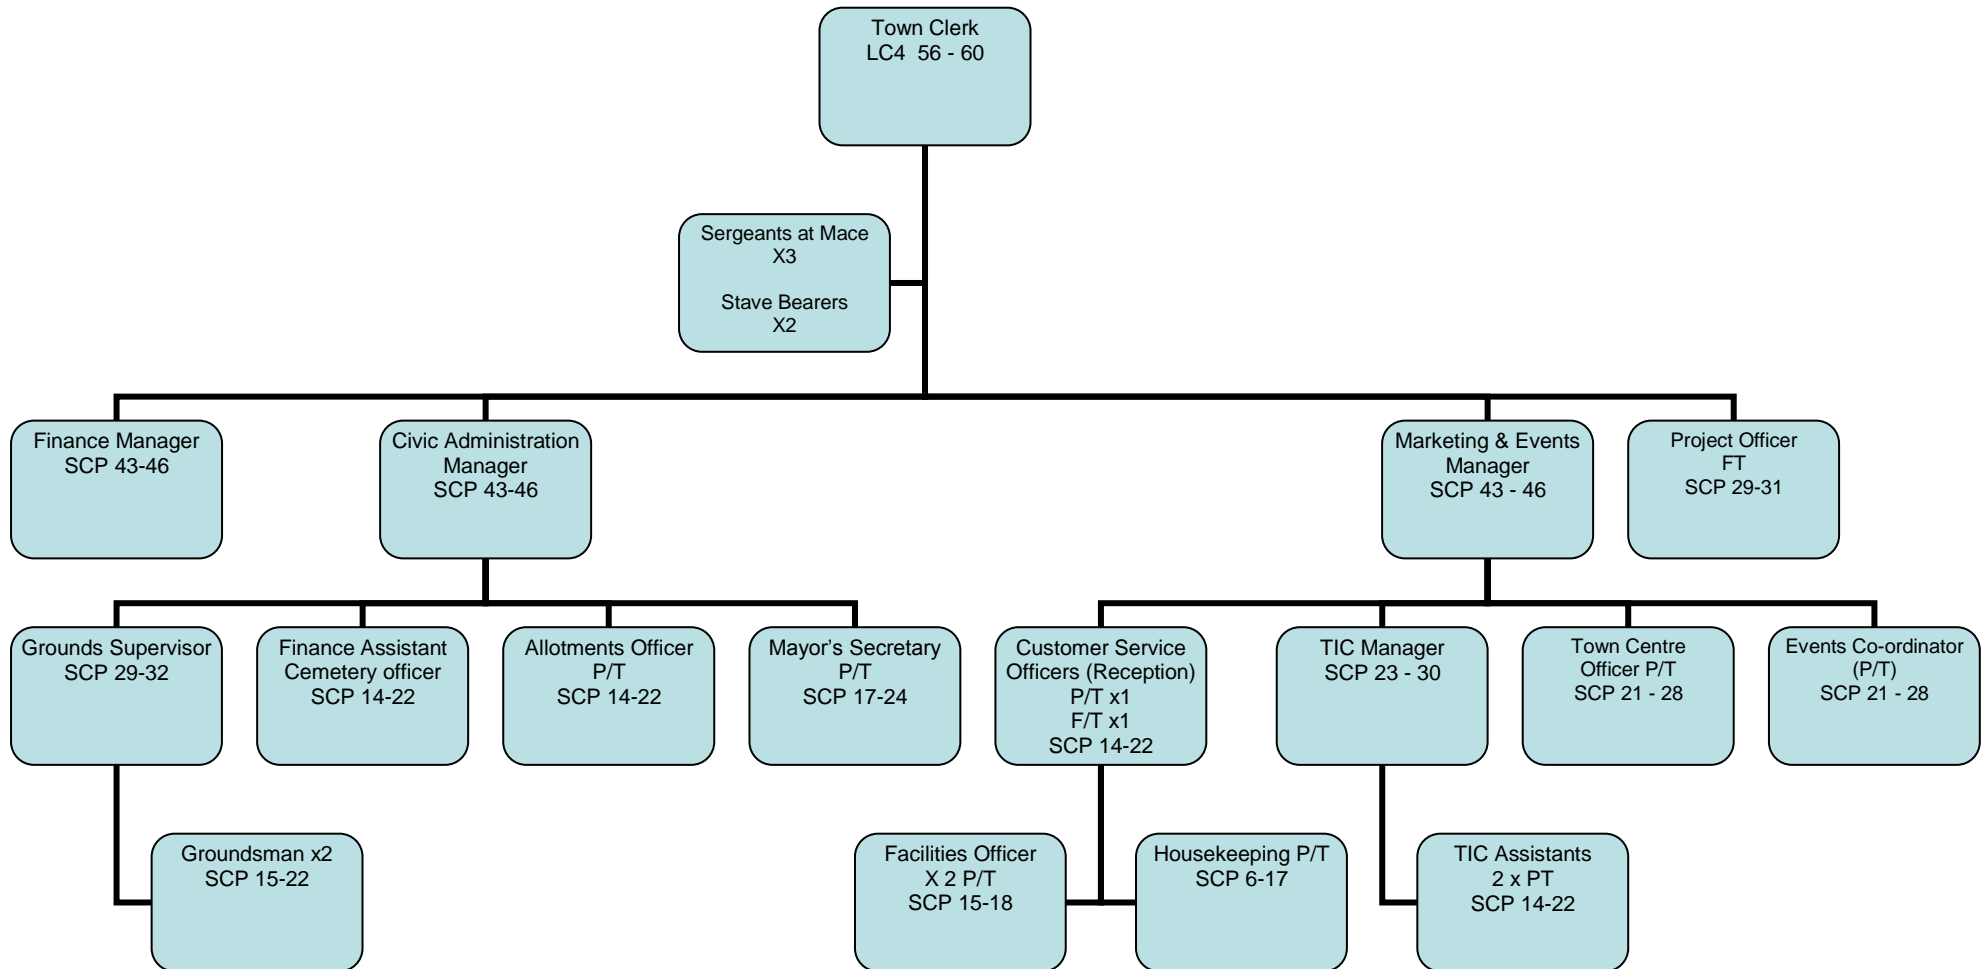 Town Clerk
LC4  56 - 60
Sergeants at Mace
X3
Stave Bearers
X2
Finance Manager
SCP 43-46
Civic Administration
Manager
SCP 43-46
Marketing & Events
Manager
SCP 43 - 46
Project Officer
FT
SCP 29-31
Grounds Supervisor
SCP 29-32
Finance Assistant
Cemetery officer
SCP 14-22
Allotments Officer
P/T
SCP 14-22
Mayor’s Secretary
P/T
SCP 17-24
Customer Service
Officers (Reception)
P/T x1
F/T x1
SCP 14-22
TIC Manager
SCP 23 - 30
Town Centre
Officer P/T
SCP 21 - 28
Events Co-ordinator
(P/T)
SCP 21 - 28
Groundsman x2
SCP 15-22
Facilities Officer
X 2 P/T
SCP 15-18
Housekeeping P/T
SCP 6-17
TIC Assistants
2 x PT
SCP 14-22